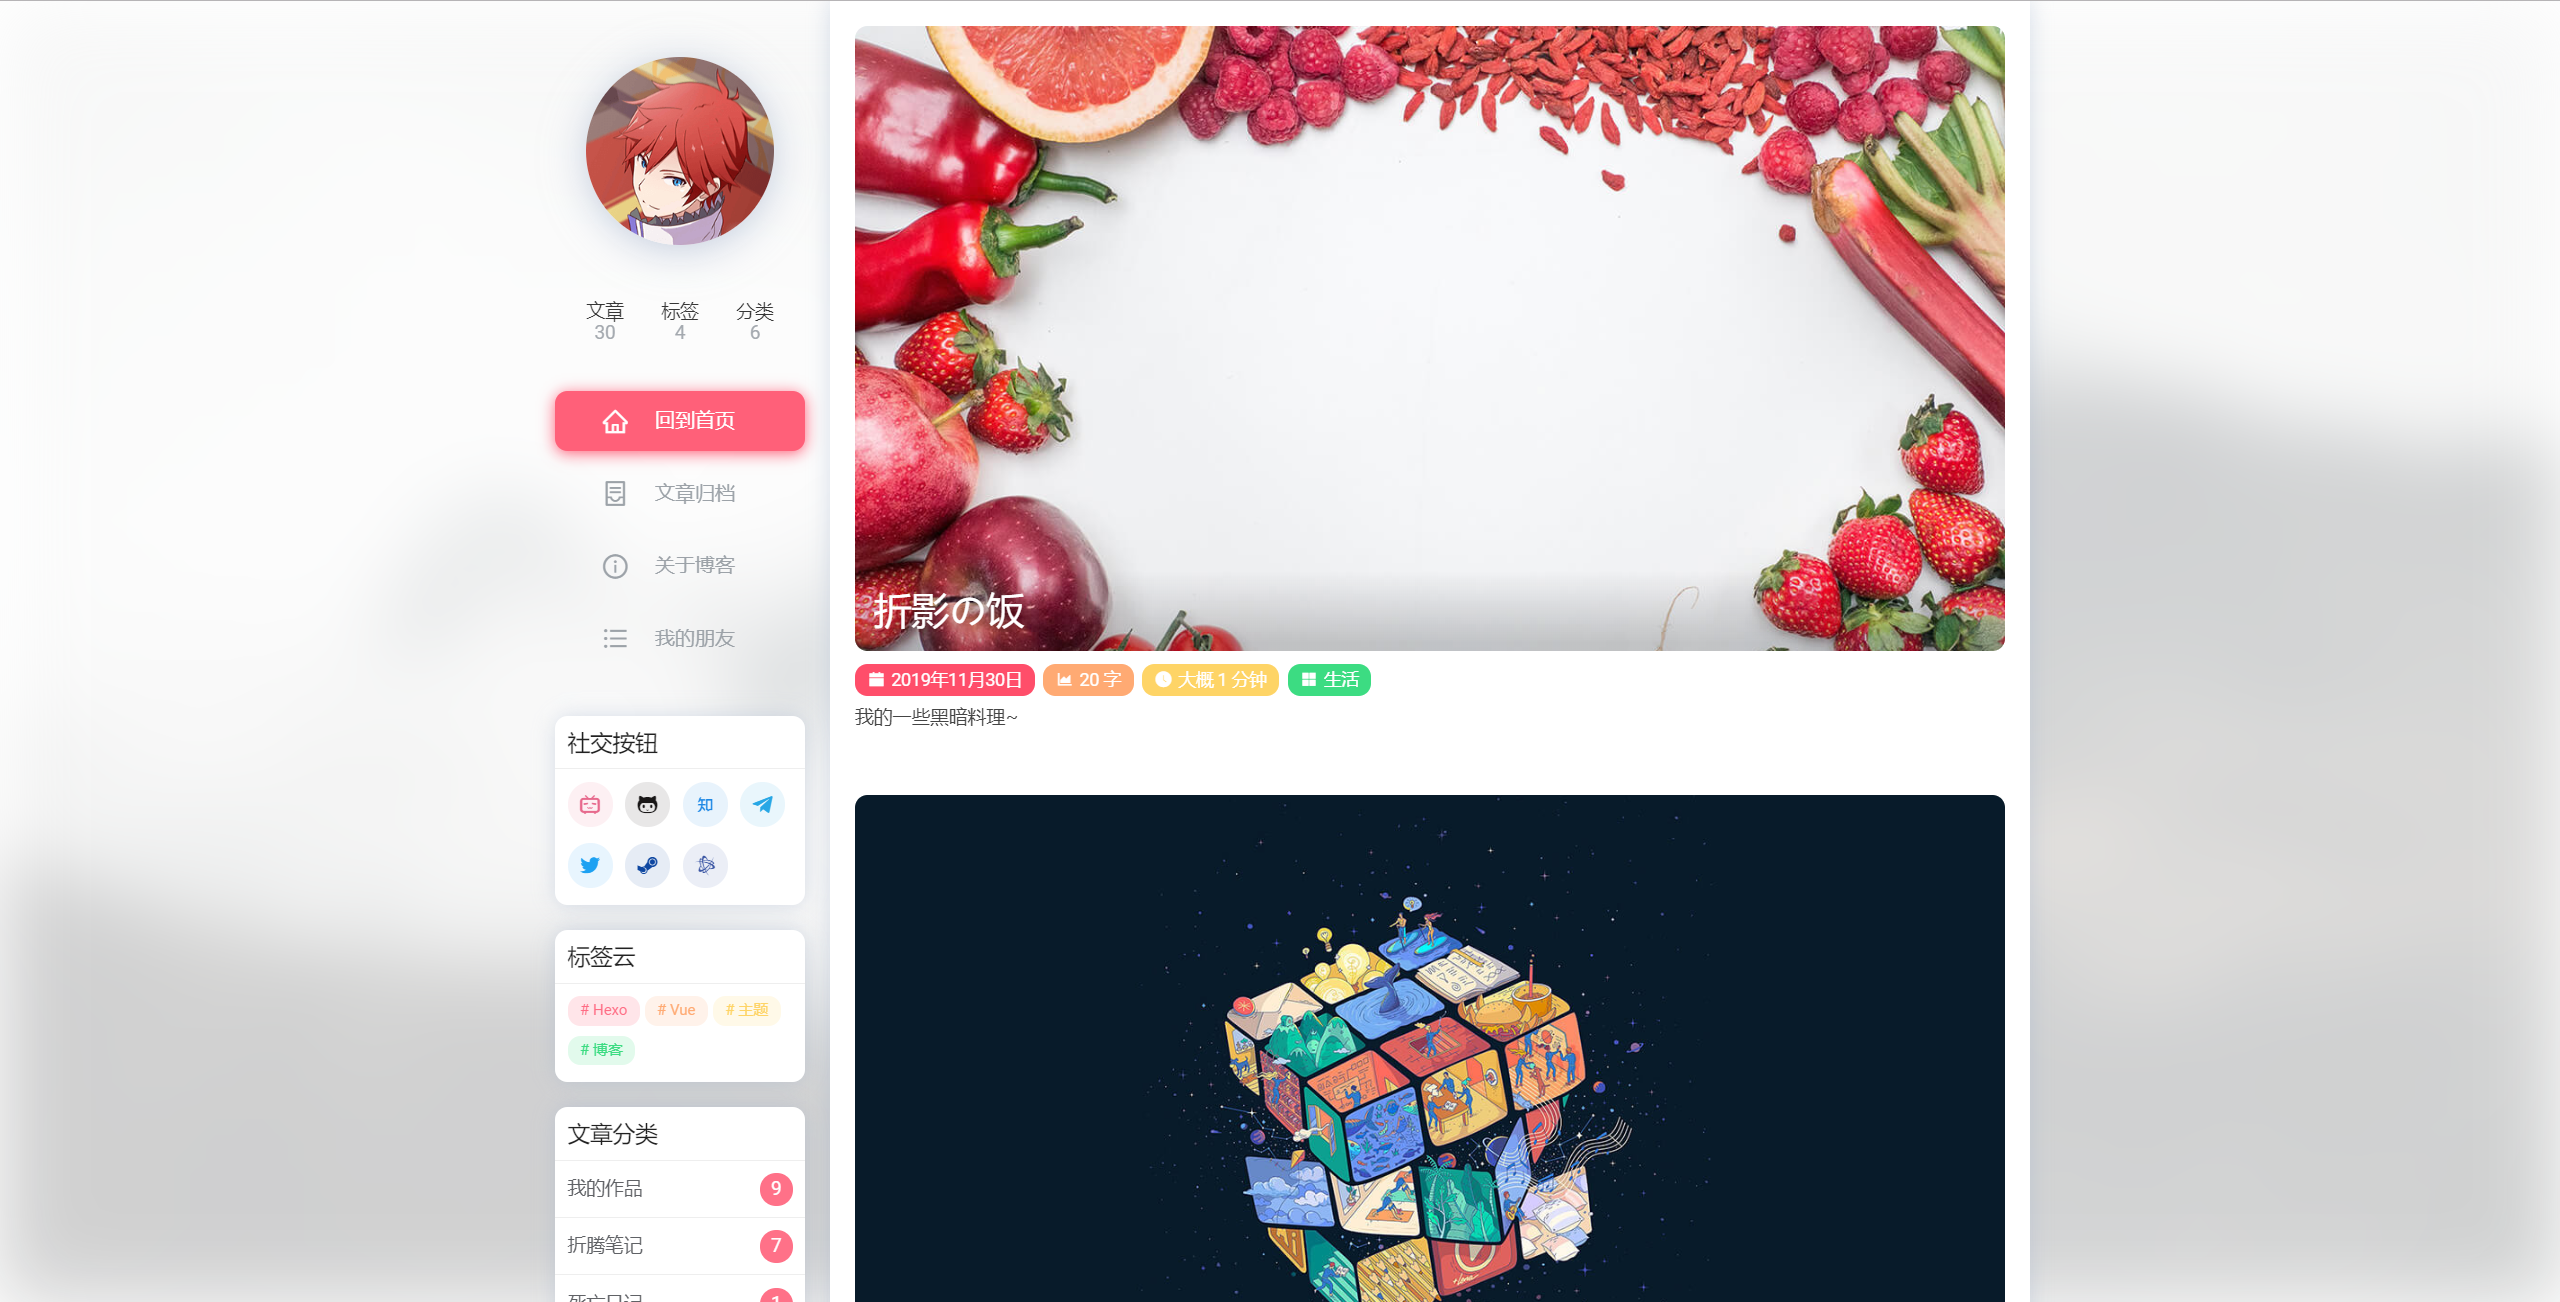 文章 标签 分类
30 4 6
回到首页
文章归档
关于博客
我的朋友
社交按钮
知
标签云
# Hexo # Vue # 主题
# 博客
文章分类
我的作品 9
折腾笔记 7
折影の饭
2019年11月30日 20 字 大概 1 分钟 生活
我的一些黑暗料理~